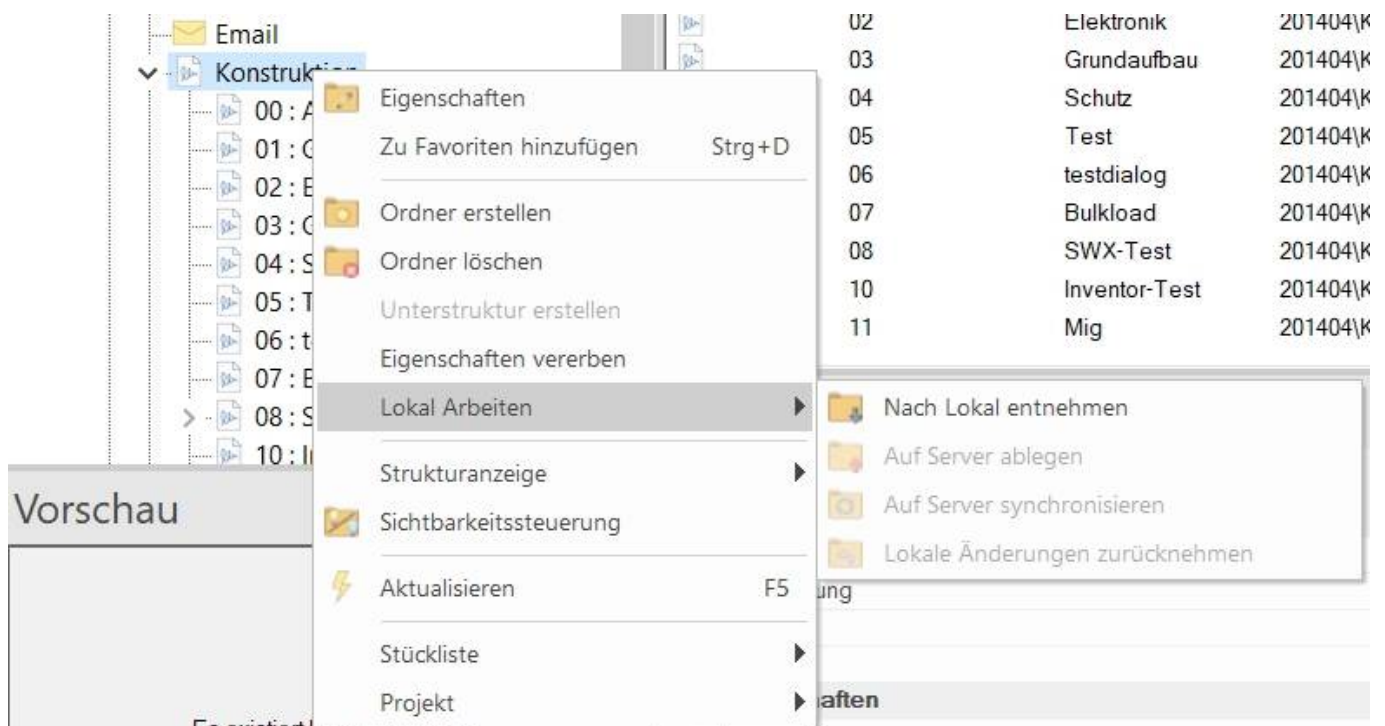 Email
Konstruktion
00 : A
01 : G
02 : E
03 : G
04 : S
05 : T
06 : t
07 : B
08 : S
10 : I
02 Elektronik 201404\K
03 Grundaufbau 201404\K
04 Schutz 201404\K
05 Test 201404\K
06 testdialog 201404\K
07 Bulkload 201404\K
08 SWX-Test 201404\K
10 Inventor-Test 201404\K
11 Mig 201404\K
Eigenschaften
Zu Favoriten hinzufügen Strg+D
Ordner erstellen
Ordner löschen
Unterstruktur erstellen
Eigenschaften vererben
Lokal Arbeiten
Strukturanzeige
Sichtbarkeitssteuerung
Aktualisieren F5
Stückliste
Projekt
Nach Lokal entnehmen
Auf Server ablegen
Auf Server synchronisieren
Lokale Änderungen zurücknehmen
ung
haften
Vorschau